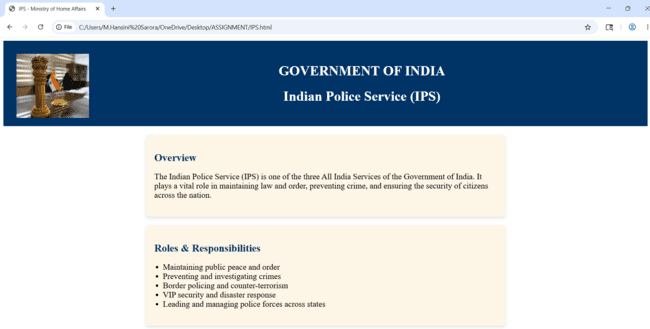 IPS - Ministry of Home Affairs
File C:/Users/M.Hansini%20Sarora/OneDrive/Desktop/ASSIGNMENT/IPS.html
GOVERNMENT OF INDIA
Indian Police Service (IPS)
Overview
The Indian Police Service (IPS) is one of the three All India Services of the Government of India. It
plays a vital role in maintaining law and order, preventing crime, and ensuring the security of citizens
across the nation.
Roles & Responsibilities
• Maintaining public peace and order
• Preventing and investigating crimes
• Border policing and counter-terrorism
• VIP security and disaster response
• Leading and managing police forces across states